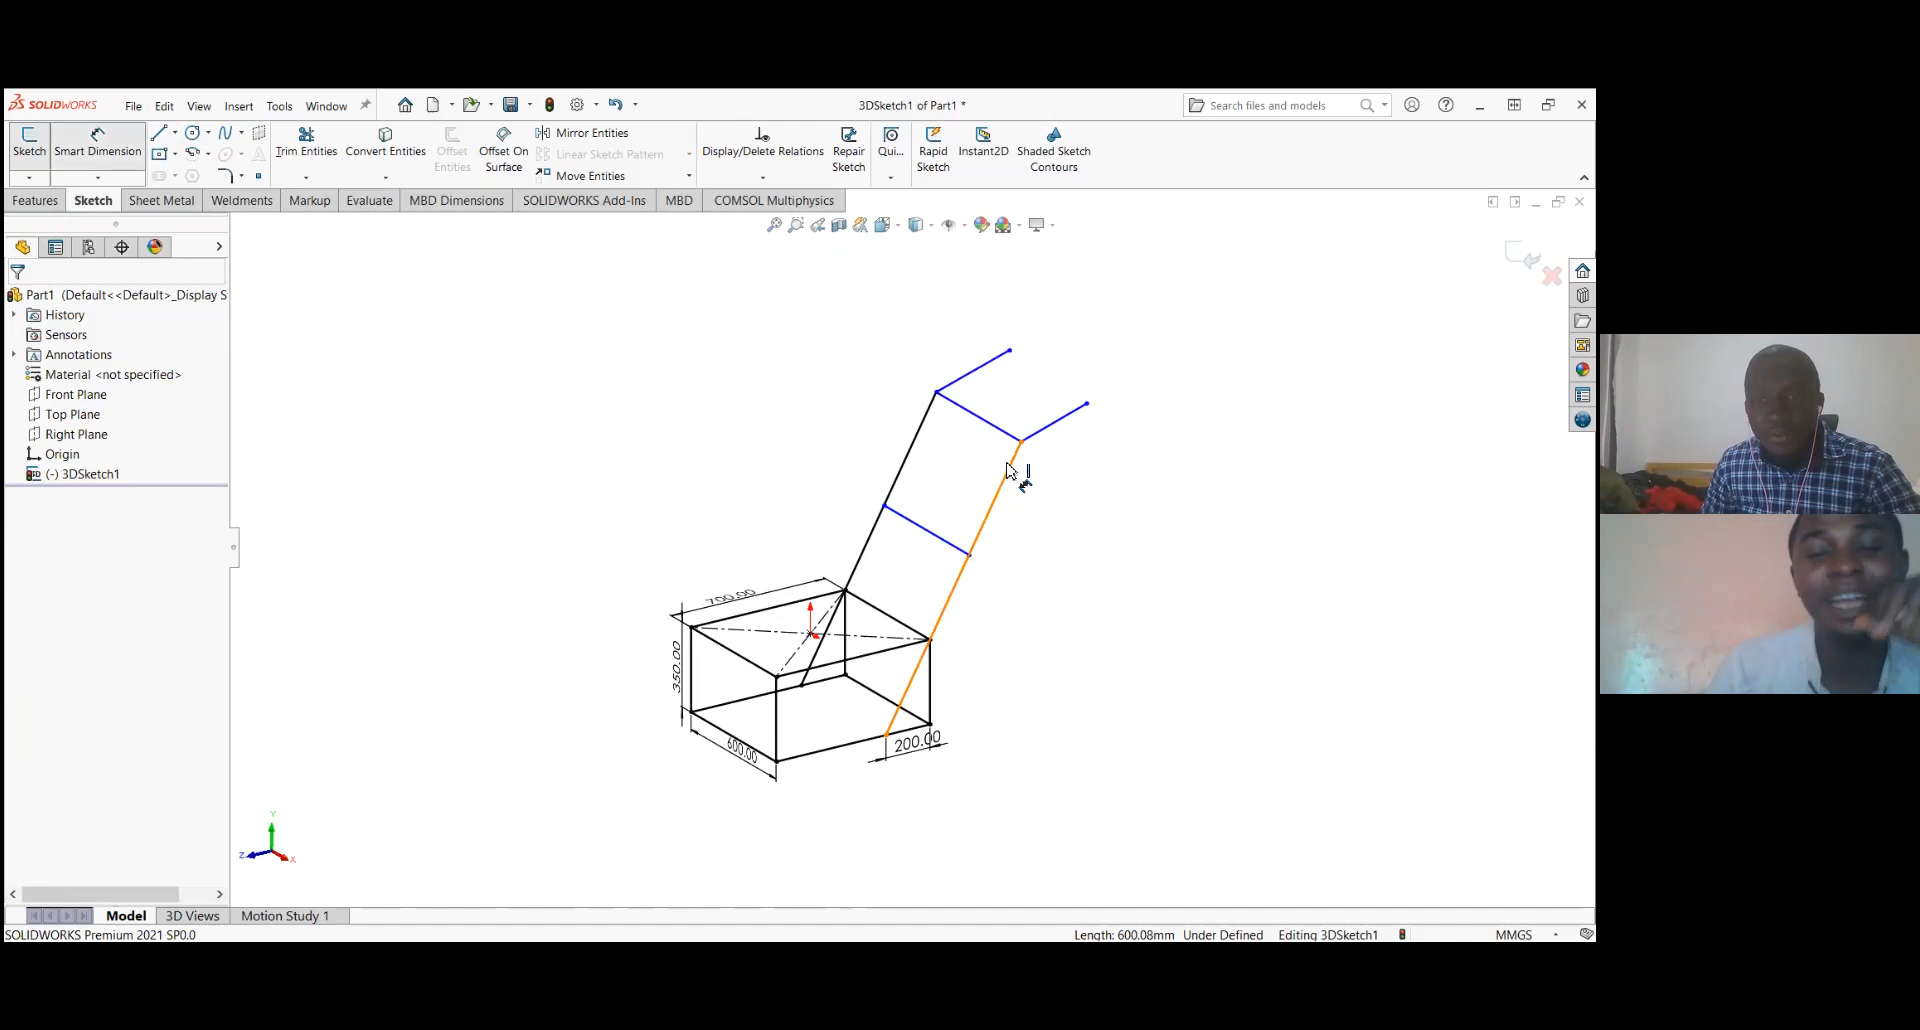 SOLIDWORKS File Edit View Insert Tools Window 3DSketch1 of Part1 * Search files and models
Sketch Smart Dimension Trim Entities Convert Entities Offset Entities Offset On Surface Mirror Entities Linear Sketch Pattern Move Entities Display/Delete Relations Repair Sketch Qui... Rapid Sketch Instant2D Shaded Sketch Contours
Features Sketch Sheet Metal Weldments Markup Evaluate MBD Dimensions SOLIDWORKS Add-Ins MBD COMSOL Multiphysics
Part1 (Default<<Default>_Display S
History
Sensors
Annotations
Material <not specified>
Front Plane
Top Plane
Right Plane
Origin
(-) 3DSketch1
700.00
350.00
600.00
200.00
Y
Z X
Model 3D Views Motion Study 1
SOLIDWORKS Premium 2021 SP0.0 Length: 600.08mm Under Defined Editing 3DSketch1 MMGS